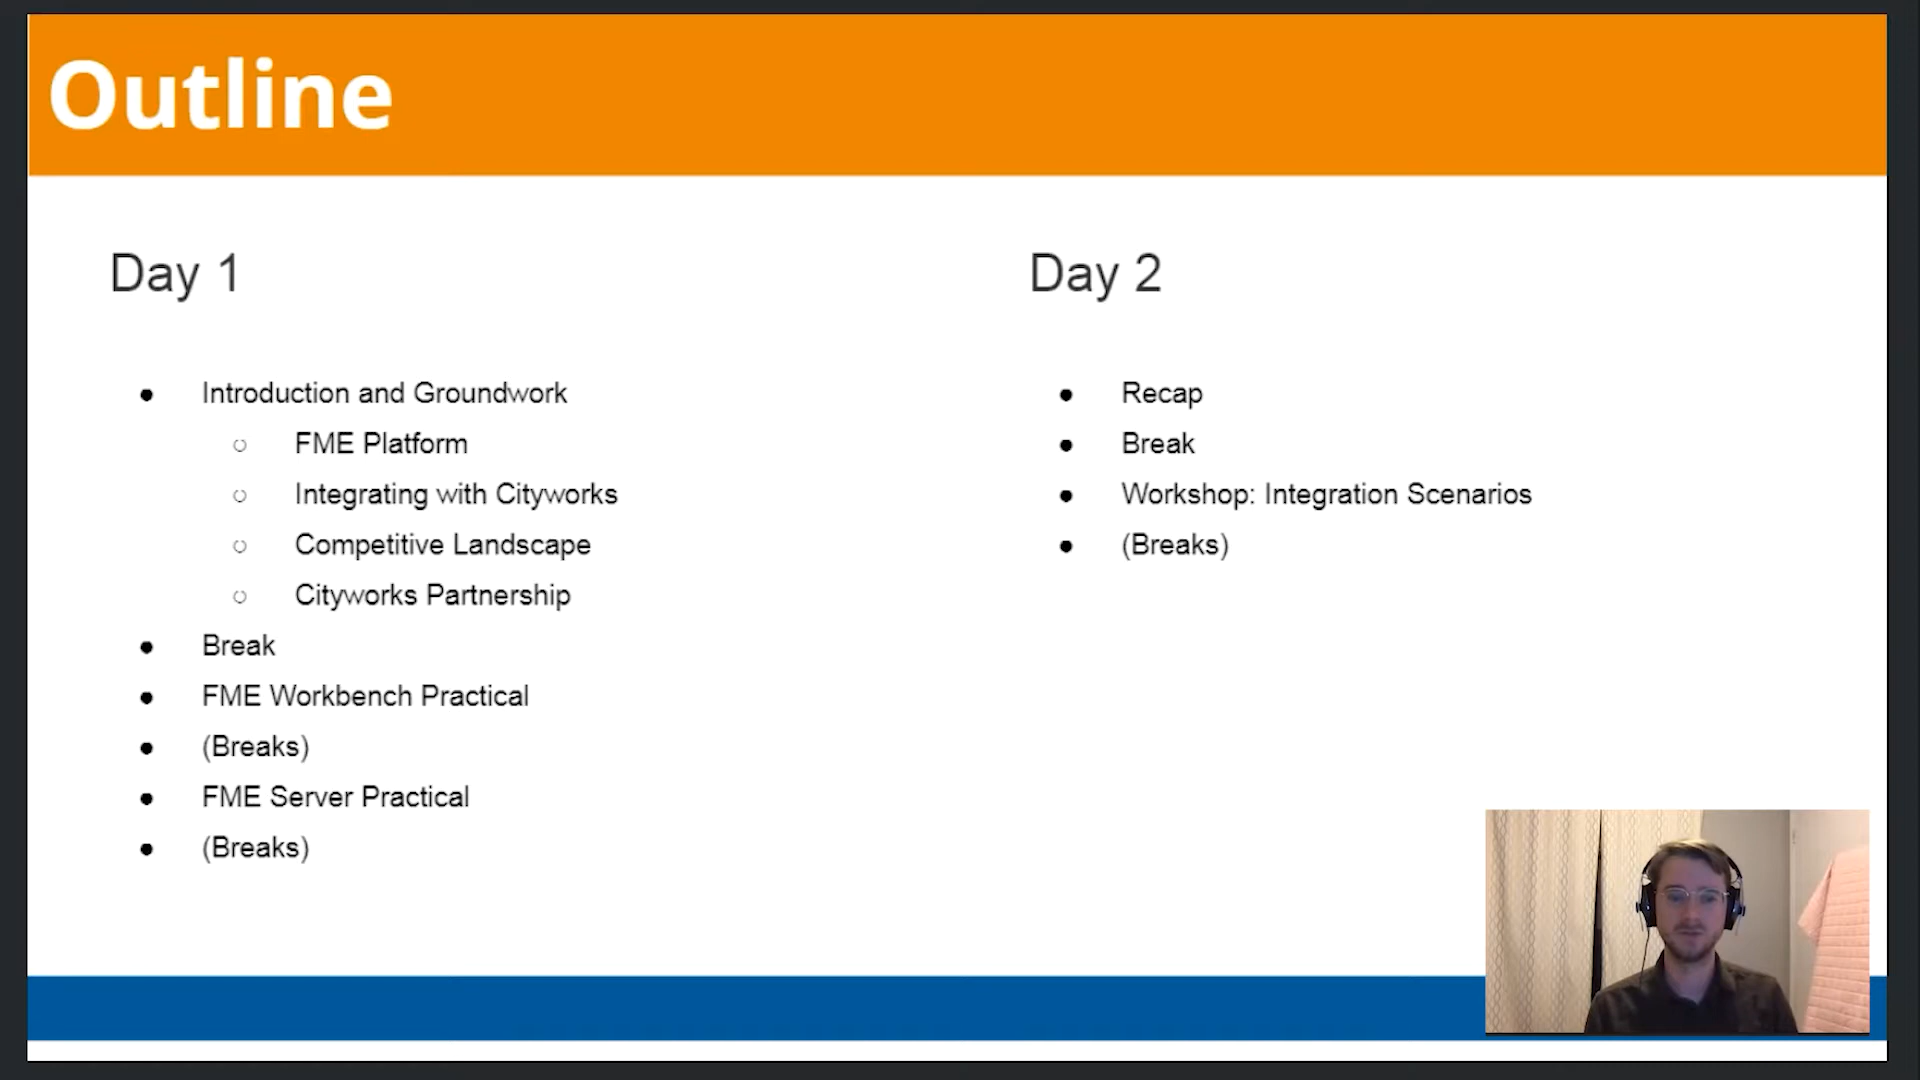 Outline
Day 1
Introduction and Groundwork
FME Platform
Integrating with Cityworks
Competitive Landscape
Cityworks Partnership
Break
FME Workbench Practical
(Breaks)
FME Server Practical
(Breaks)
Day 2
Recap
Break
Workshop: Integration Scenarios
(Breaks)